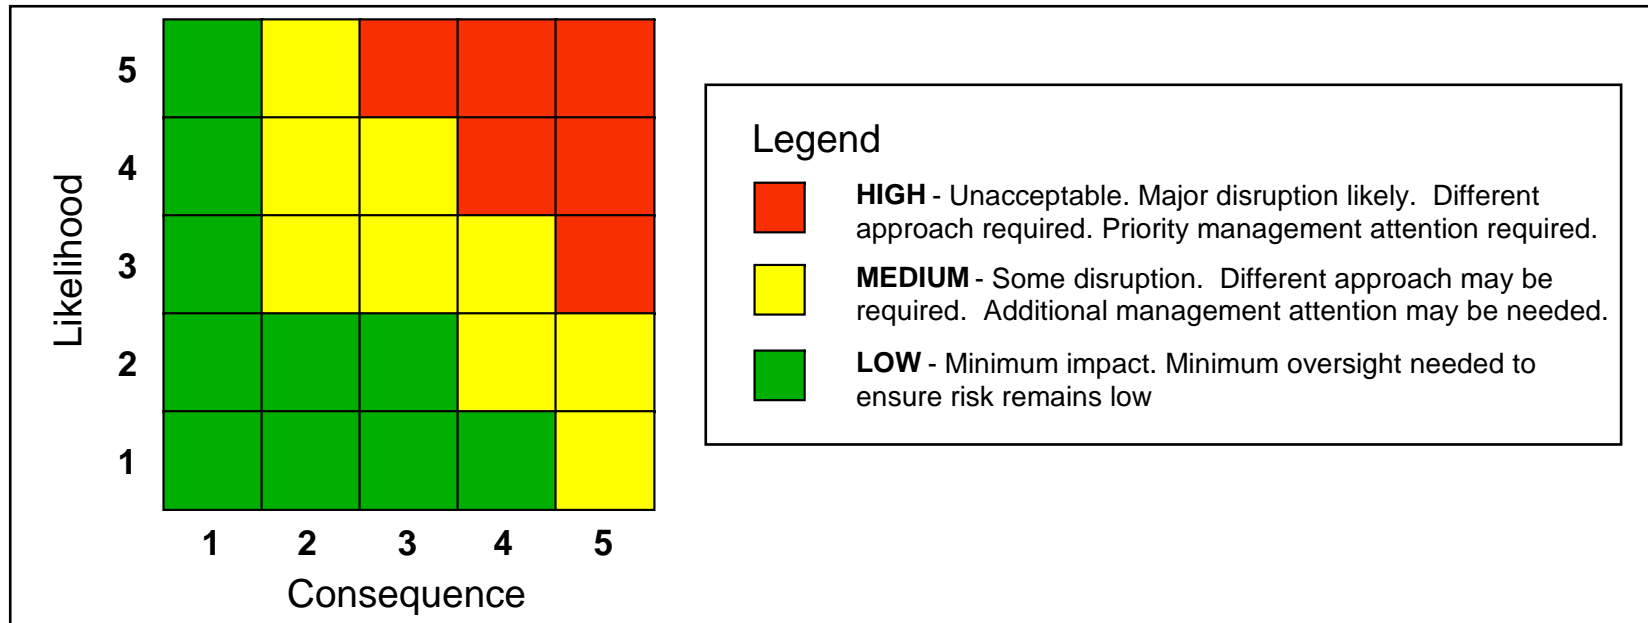 5
4
3
2
1
Likelihood
1 2 3 4 5
Consequence
Legend
HIGH - Unacceptable. Major disruption likely.  Different
approach required. Priority management attention required.
MEDIUM - Some disruption.  Different approach may be
required.  Additional management attention may be needed.
LOW - Minimum impact. Minimum oversight needed to
ensure risk remains low